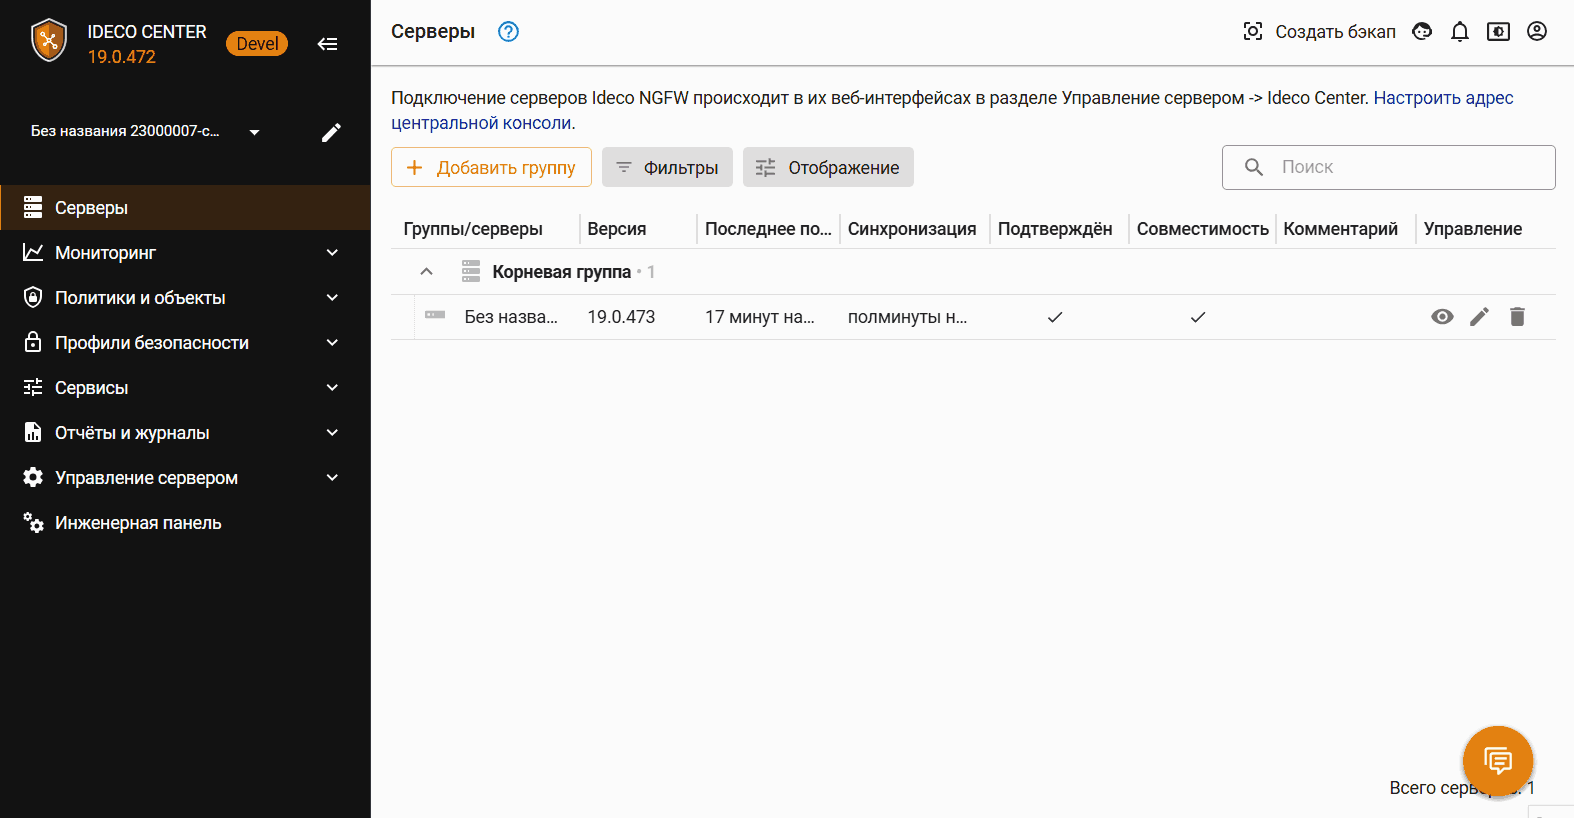 IDECO CENTER
19.0.472
Devel
Без названия 23000007-с...
Серверы
Мониторинг
Политики и объекты
Профили безопасности
Сервисы
Отчёты и журналы
Управление сервером
Инженерная панель
Серверы
Создать бэкап
Подключение серверов Ideco NGFW происходит в их веб-интерфейсах в разделе Управление сервером -> Ideco Center. Настроить адрес
центральной консоли.
Добавить группу
Фильтры
Отображение
Поиск
Группы/серверы Версия Последнее по... Синхронизация Подтверждён Совместимость Комментарий Управление
Корневая группа • 1
Без назва... 19.0.473 17 минут на... полминуты н...
Всего 1